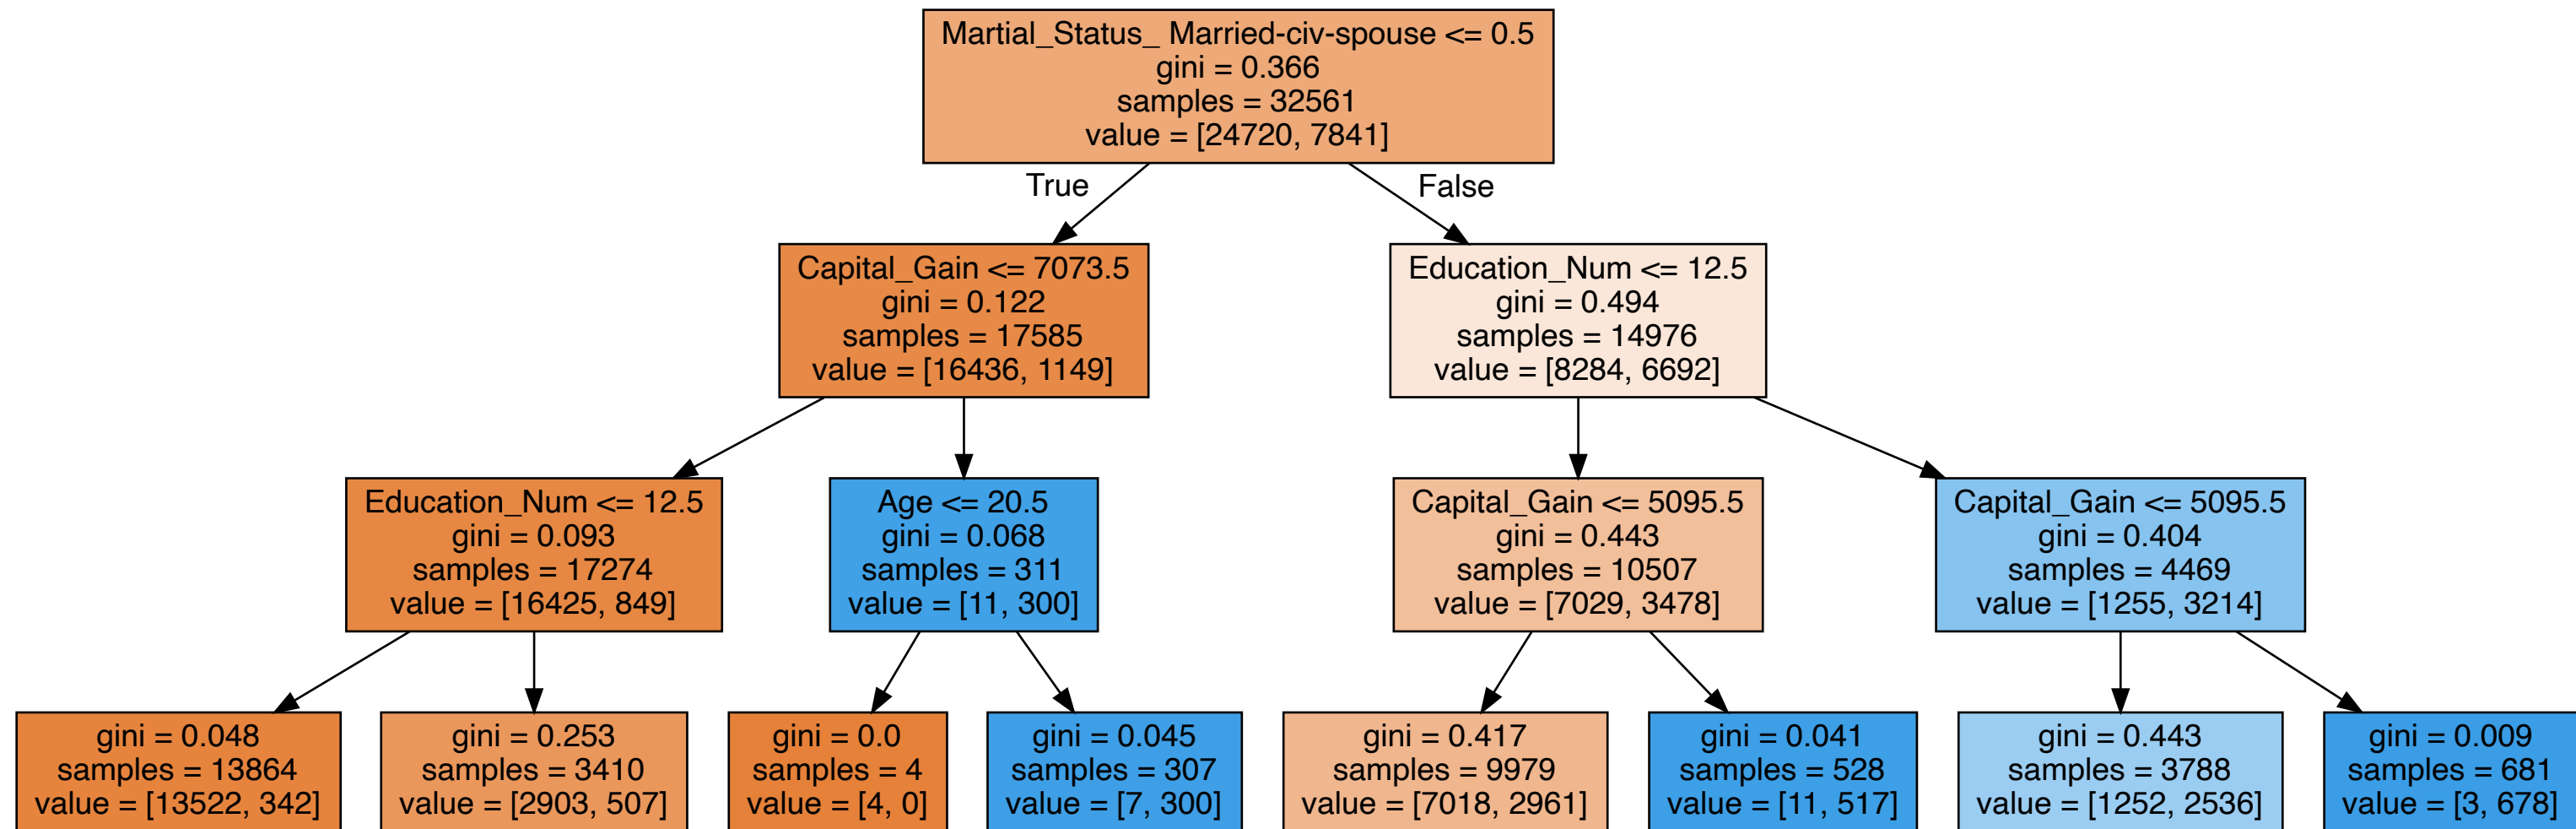 Martial_Status_ Married-civ-spouse <= 0.5
gini = 0.366
samples = 32561
value = [24720, 7841]
True
False
Capital_Gain <= 7073.5
gini = 0.122
samples = 17585
value = [16436, 1149]
Education_Num <= 12.5
gini = 0.494
samples = 14976
value = [8284, 6692]
Education_Num <= 12.5
gini = 0.093
samples = 17274
value = [16425, 849]
Age <= 20.5
gini = 0.068
samples = 311
value = [11, 300]
Capital_Gain <= 5095.5
gini = 0.443
samples = 10507
value = [7029, 3478]
Capital_Gain <= 5095.5
gini = 0.404
samples = 4469
value = [1255, 3214]
gini = 0.048
samples = 13864
value = [13522, 342]
gini = 0.253
samples = 3410
value = [2903, 507]
gini = 0.0
samples = 4
value = [4, 0]
gini = 0.045
samples = 307
value = [7, 300]
gini = 0.417
samples = 9979
value = [7018, 2961]
gini = 0.041
samples = 528
value = [11, 517]
gini = 0.443
samples = 3788
value = [1252, 2536]
gini = 0.009
samples = 681
value = [3, 678]